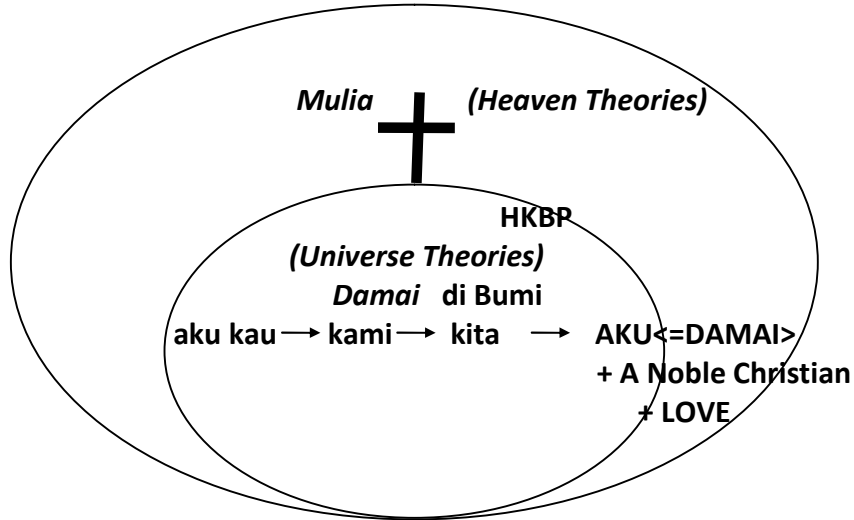 Mulia (Heaven Theories)
HKBP
(Universe Theories)
Damai di Bumi
aku kau → kami → kita → AKU<=DAMAI>
+ A Noble Christian
+ LOVE